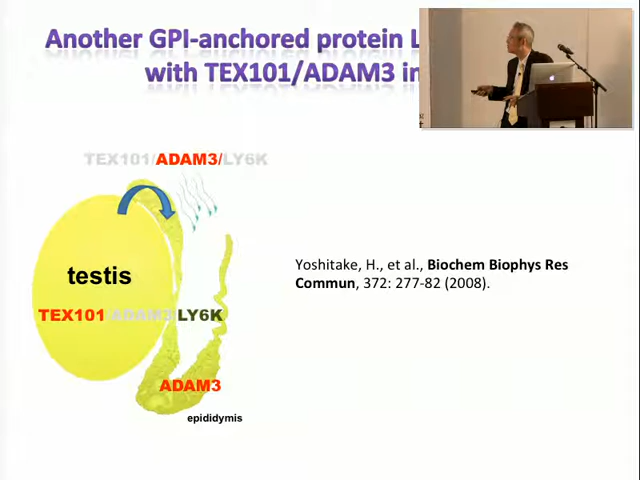 Another GPI-anchored protein
with TEX101/ADAM3 in
TEX101/ADAM3/LY6K
testis
Yoshitake, H., et al., Biochem Biophys Res
Commun, 372: 277-82 (2008).
TEX101/ADAM3/LY6K
ADAM3
epididymis